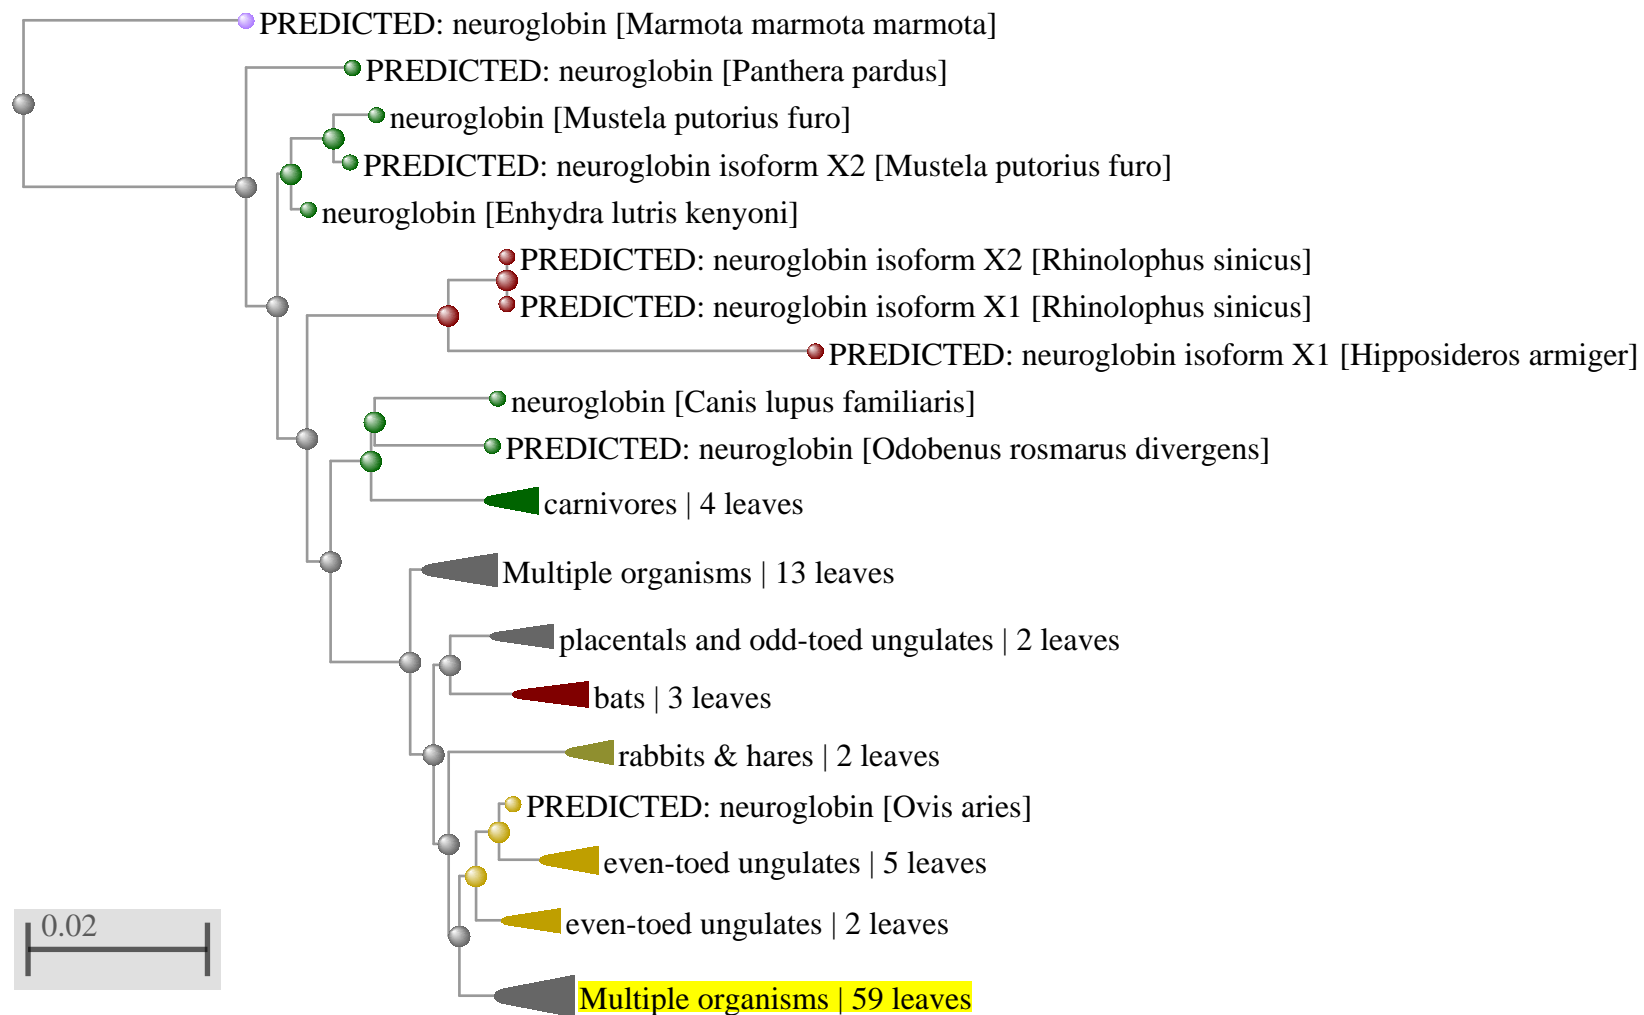 PREDICTED: neuroglobin [Marmota marmota marmota]
PREDICTED: neuroglobin [Panthera pardus]
neuroglobin [Mustela putorius furo]
PREDICTED: neuroglobin isoform X2 [Mustela putorius furo]
neuroglobin [Enhydra lutris kenyoni]
PREDICTED: neuroglobin isoform X2 [Rhinolophus sinicus]
PREDICTED: neuroglobin isoform X1 [Rhinolophus sinicus]
PREDICTED: neuroglobin isoform X1 [Hipposideros armiger]
neuroglobin [Canis lupus familiaris]
PREDICTED: neuroglobin [Odobenus rosmarus divergens]
carnivores | 4 leaves
Multiple organisms | 13 leaves
placentals and odd-toed ungulates | 2 leaves
bats | 3 leaves
rabbits & hares | 2 leaves
PREDICTED: neuroglobin [Ovis aries]
even-toed ungulates | 5 leaves
even-toed ungulates | 2 leaves
0.02
Multiple organisms | 59 leaves